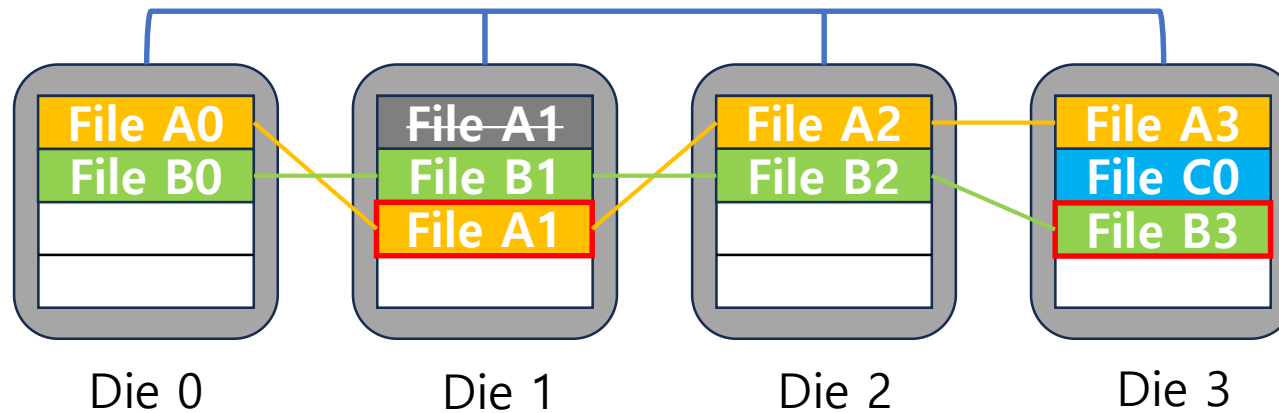 File A0
File B0
File A1
File B1
File A1
File A2
File B2
File A3
File C0
File B3
Die 0
Die 1
Die 2
Die 3